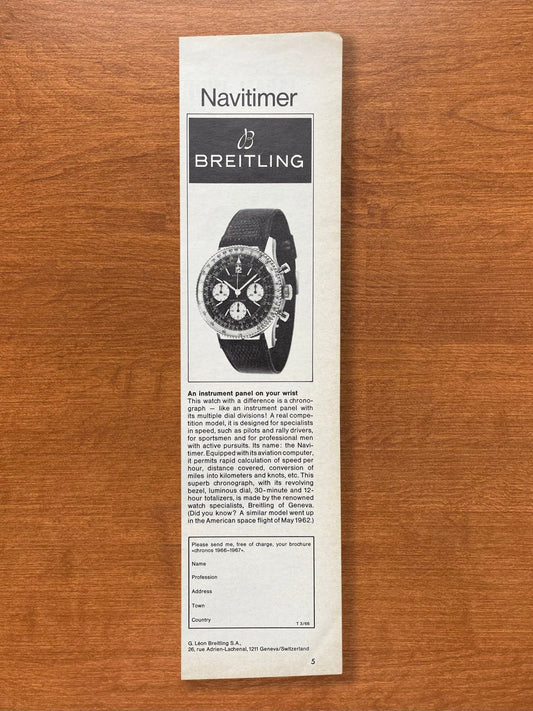 Navitimer
B
BREITLING
An instrument panel on your wrist
This watch with a difference is a chrono-
graph — like an instrument panel with
its multiple dial divisions! A real compe-
tition model, it is designed for specialists
in speed, such as pilots and rally drivers,
for sportsmen and for professional men
with active pursuits. Its name: the Navi-
timer. Equipped with its aviation computer,
it permits rapid calculation of speed per
hour, distance covered, conversion of
miles into kilometers and knots, etc. This
superb chronograph, with its revolving
bezel, luminous dial, 30-minute and 12-
hour totalizers, is made by the renowned
watch specialists, Breitling of Geneva.
(Did you know? A similar model went up
in the American space flight of May 1962.)
Please send me, free of charge, your brochure
«chronos 1966-1967».
Name
Profession
Address
Town
Country
T 3/66
G. Léon Breitling S.A.,
26, rue Adrien-Lachenal, 1211 Geneva/Switzerland
5